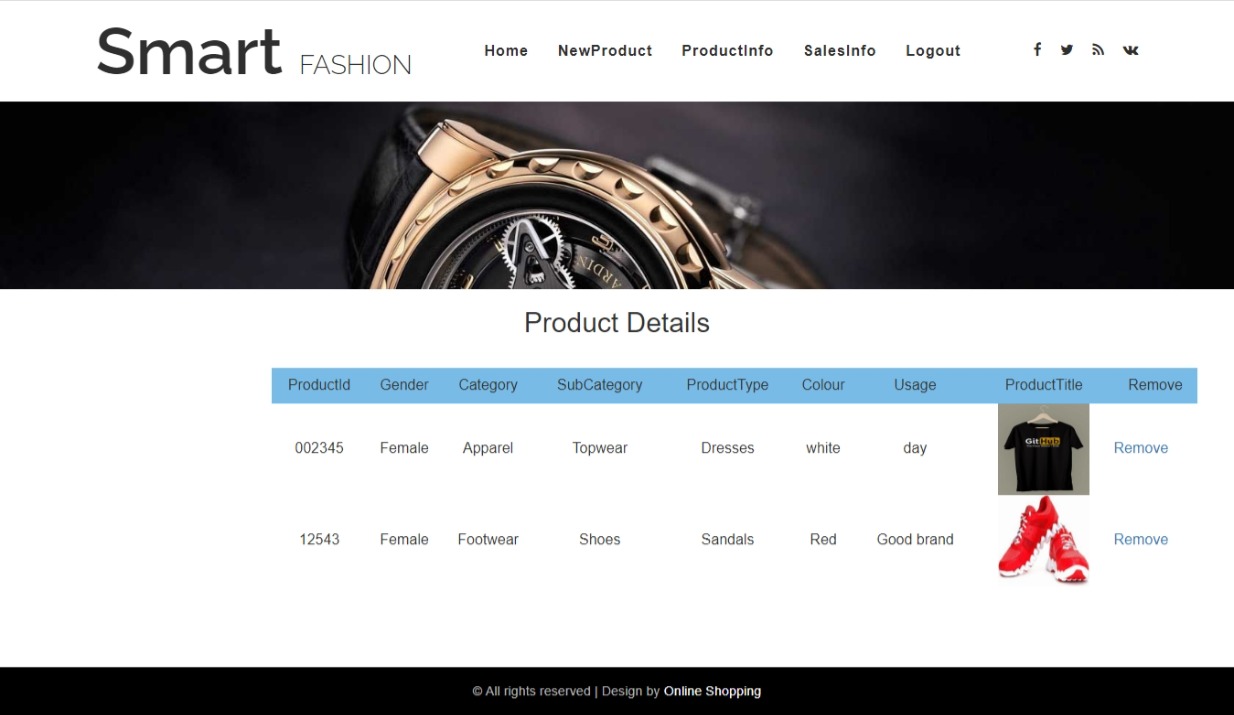 Smart FASHION Home NewProduct ProductInfo SalesInfo Logout
ARDIN
Product Details
ProductId Gender Category SubCategory ProductType Colour Usage ProductTitle Remove
GitHub
002345 Female Apparel Topwear Dresses white day Remove
12543 Female Footwear Shoes Sandals Red Good brand Remove
© All rights reserved | Design by Online Shopping